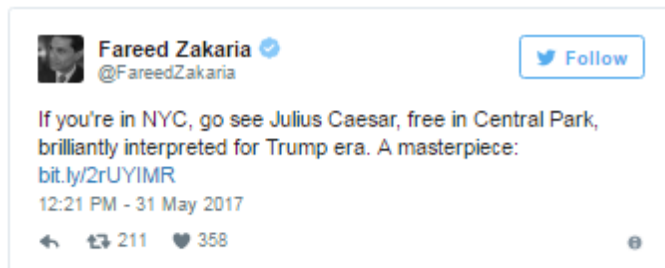 Fareed Zakaria
@FareedZakaria
Follow
If you're in NYC, go see Julius Caesar, free in Central Park,
brilliantly interpreted for Trump era. A masterpiece:
bit.ly/2rUYIMR
12:21 PM - 31 May 2017
211 358